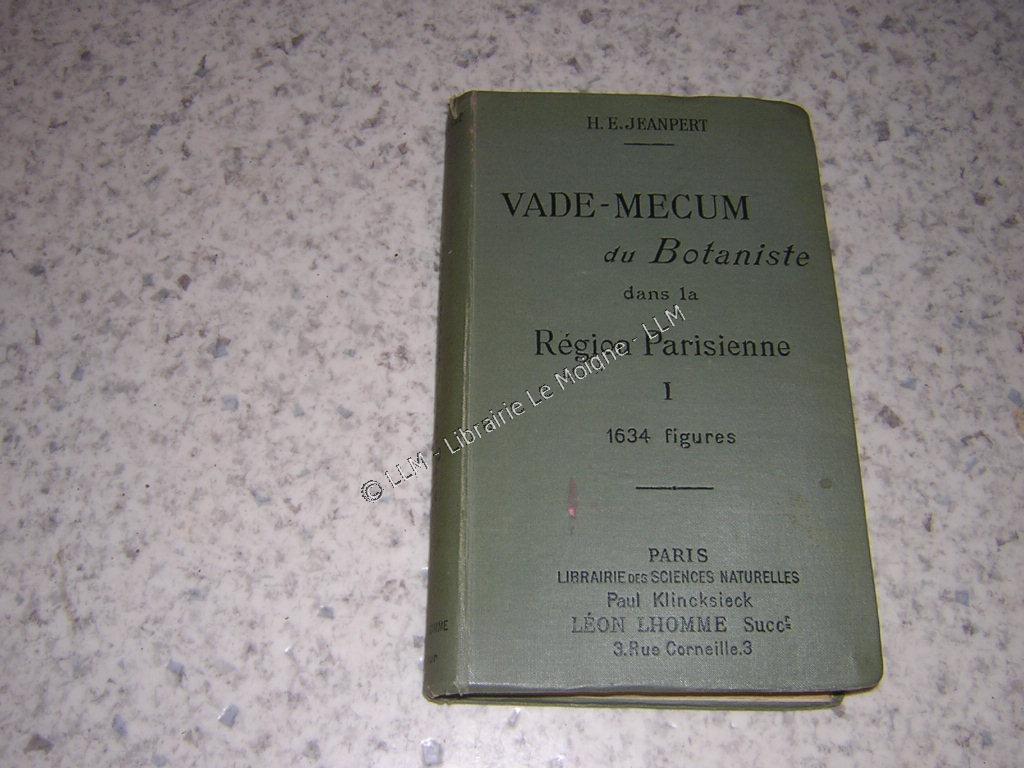 H. E. JEANPERT
VADE-MECUM
du Botaniste
dans la
Région Parisienne
I
1634 figures
© LLM - Librairie Le Moigne - LLM
PARIS
LIBRAIRIE DES SCIENCES NATURELLES
Paul Klincksieck
LÉON LHOMME Succr
3.Rue Corneille.3